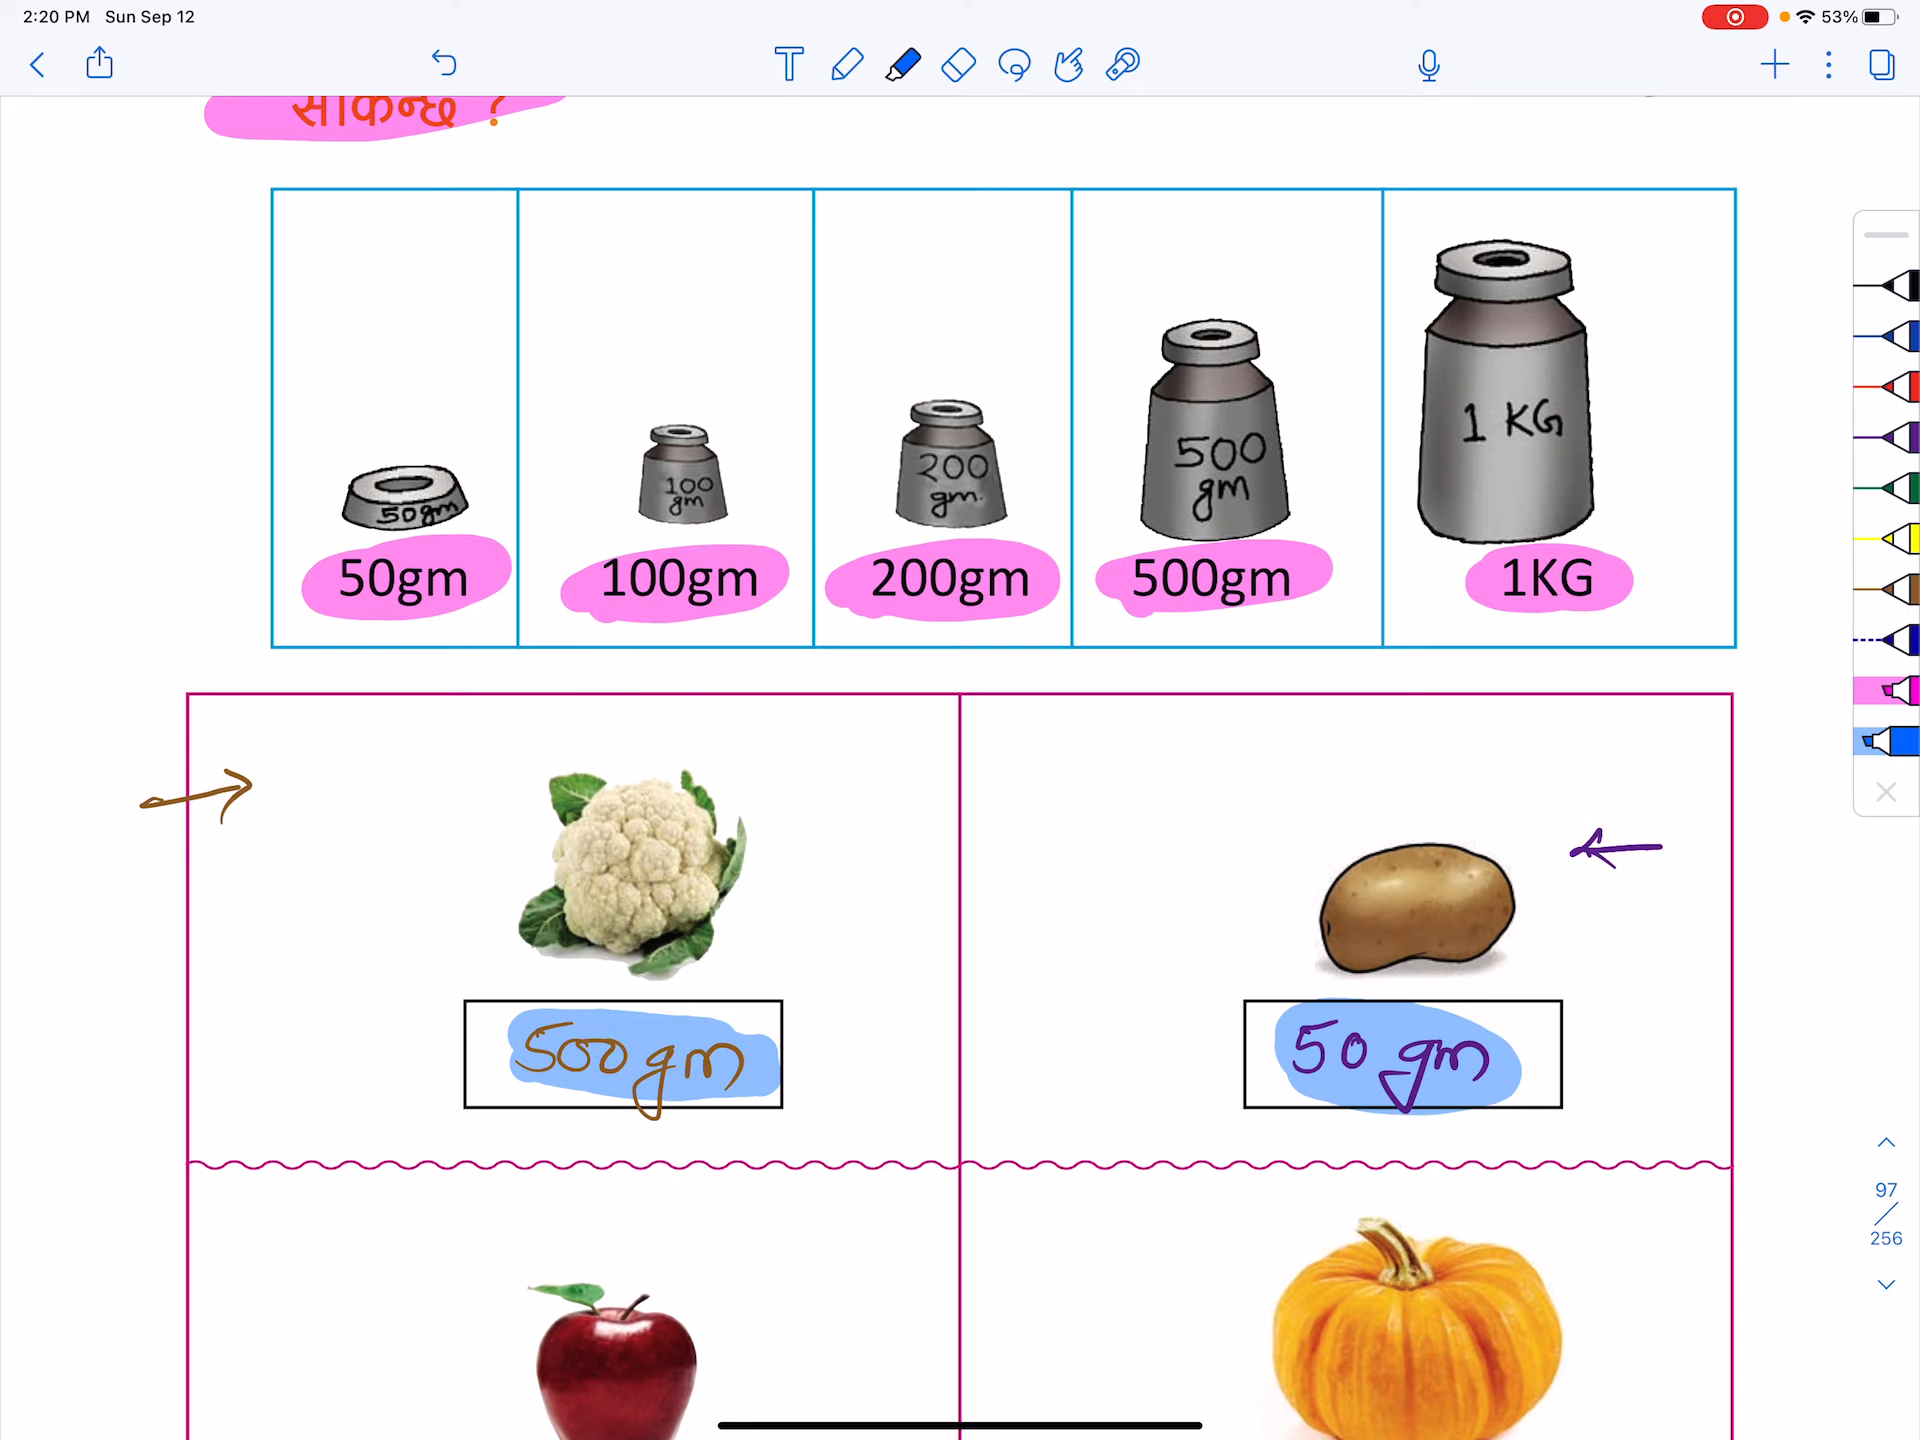 2:20 PM Sun Sep 12
53%
T
सकिन्छ ?
50gm
100
gm
200
gm.
500
gm
1 KG
50gm 100gm 200gm 500gm 1KG
500 gm 50 gm
97
256